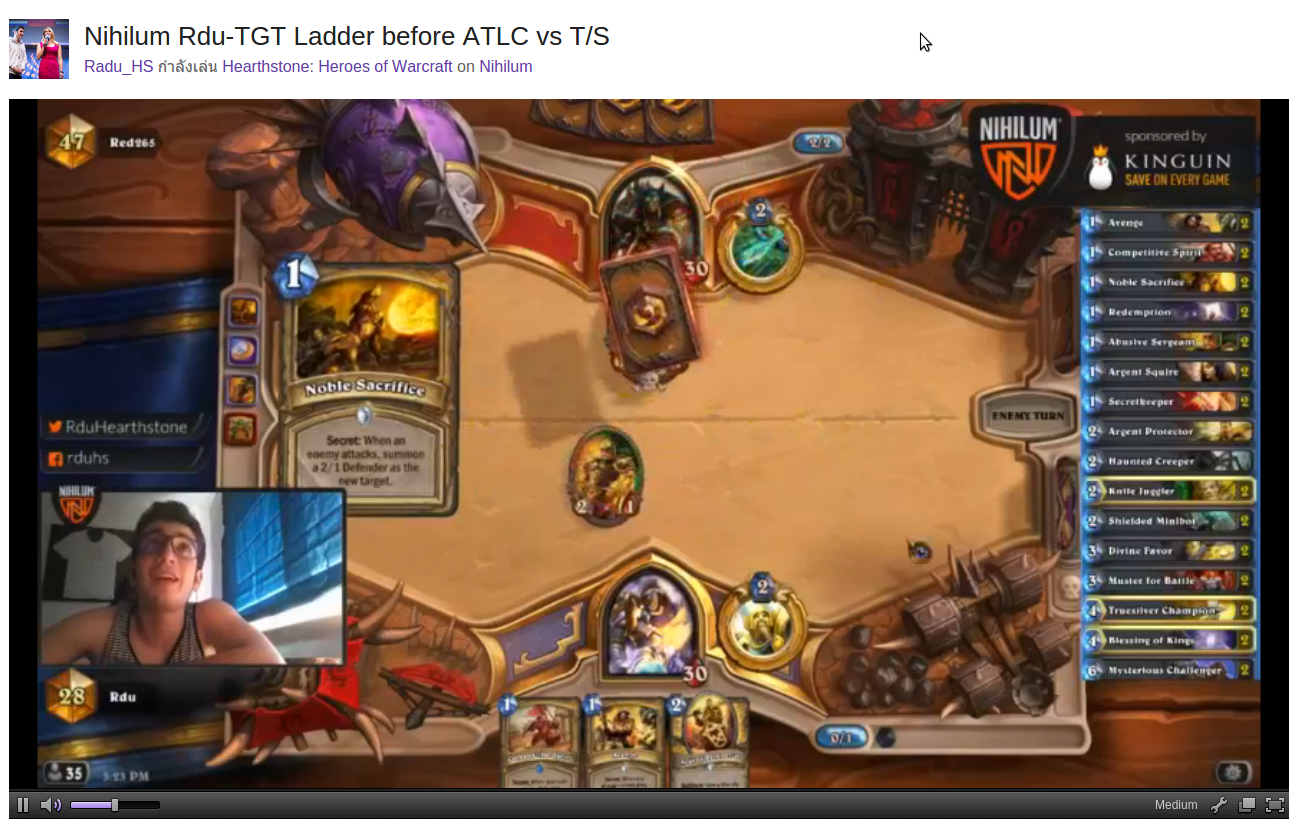 Nihilum Rdu-TGT Ladder before ATLC vs T/S
Radu_HS กำลังเล่น Hearthstone: Heroes of Warcraft on Nihilum
47 Red265
2/2
NIHILUM
sponsored by
KINGUIN
SAVE ON EVERY GAME
2
30
1
Noble Sacrifice
Secret: When an
enemy attacks, summon
a 2/1 Defender as the
new target.
1 Avenge 2
1 Competitive Spirit 2
1 Noble Sacrifice 2
1 Redemption 2
1 Abusive Sergeant 2
1 Argent Squire 2
1 Secretkeeper 2
2 Argent Protector 2
2 Haunted Creeper 2
2 Knife Juggler 2
2 Shielded Minibot 2
3 Divine Favor 2
3 Muster for Battle 2
4 Truesilver Champion 2
4 Blessing of Kings 2
6 Mysterious Challenger 2
ENEMY TURN
RduHearthstone
rduhs
NIHILUM
2 1
2
30
28 Rdu
1
1
2
0/1
35 3:23 PM
Medium